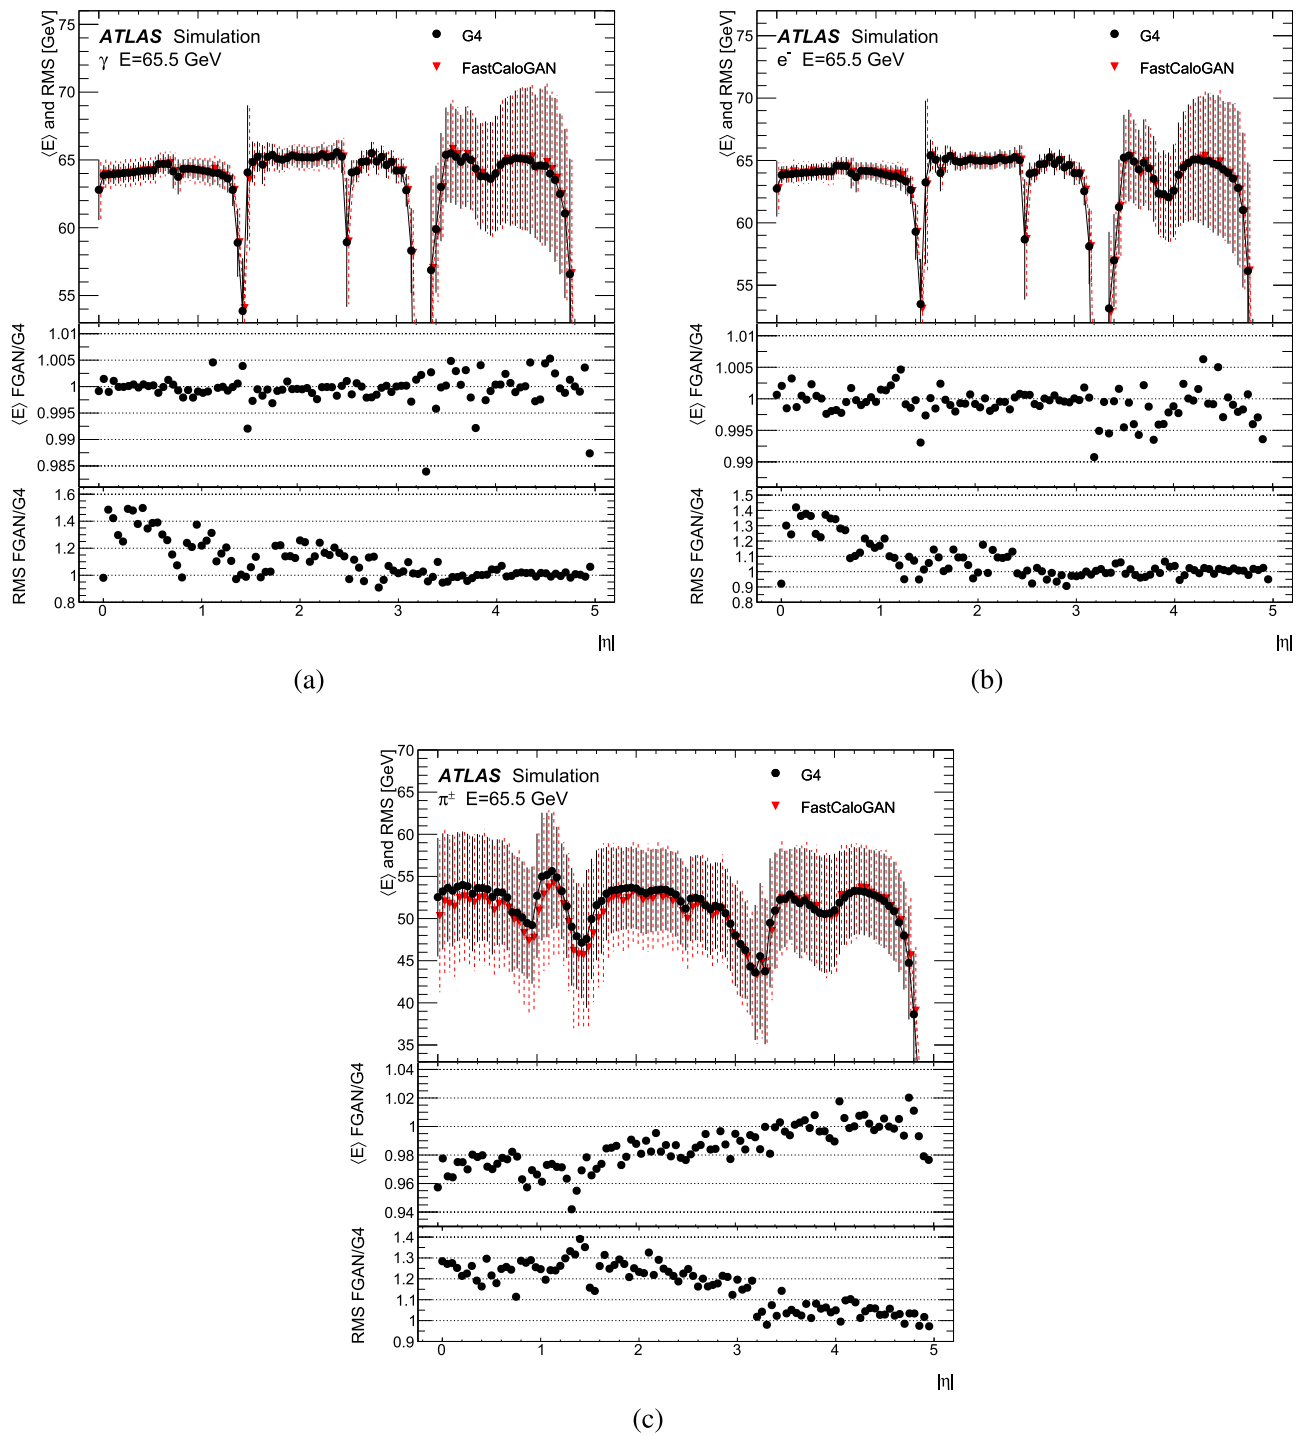 ⟨E⟩ and RMS [GeV]
75
70
65
60
55
ATLAS Simulation
γ E=65.5 GeV
G4
FastCaloGAN
⟨E⟩ FGAN/G4
1.01
1.005
1
0.995
0.99
0.985
RMS FGAN/G4
1.6
1.4
1.2
1
0.8
0 1 2 3 4 5
|η|
(a)
⟨E⟩ and RMS [GeV]
75
70
65
60
55
ATLAS Simulation
e⁻ E=65.5 GeV
G4
FastCaloGAN
⟨E⟩ FGAN/G4
1.01
1.005
1
0.995
0.99
RMS FGAN/G4
1.5
1.4
1.3
1.2
1.1
1
0.9
0.8
0 1 2 3 4 5
|η|
(b)
⟨E⟩ and RMS [GeV]
70
65
60
55
50
45
40
35
ATLAS Simulation
π± E=65.5 GeV
G4
FastCaloGAN
⟨E⟩ FGAN/G4
1.04
1.02
1
0.98
0.96
0.94
RMS FGAN/G4
1.4
1.3
1.2
1.1
1
0.9
0 1 2 3 4 5
|η|
(c)